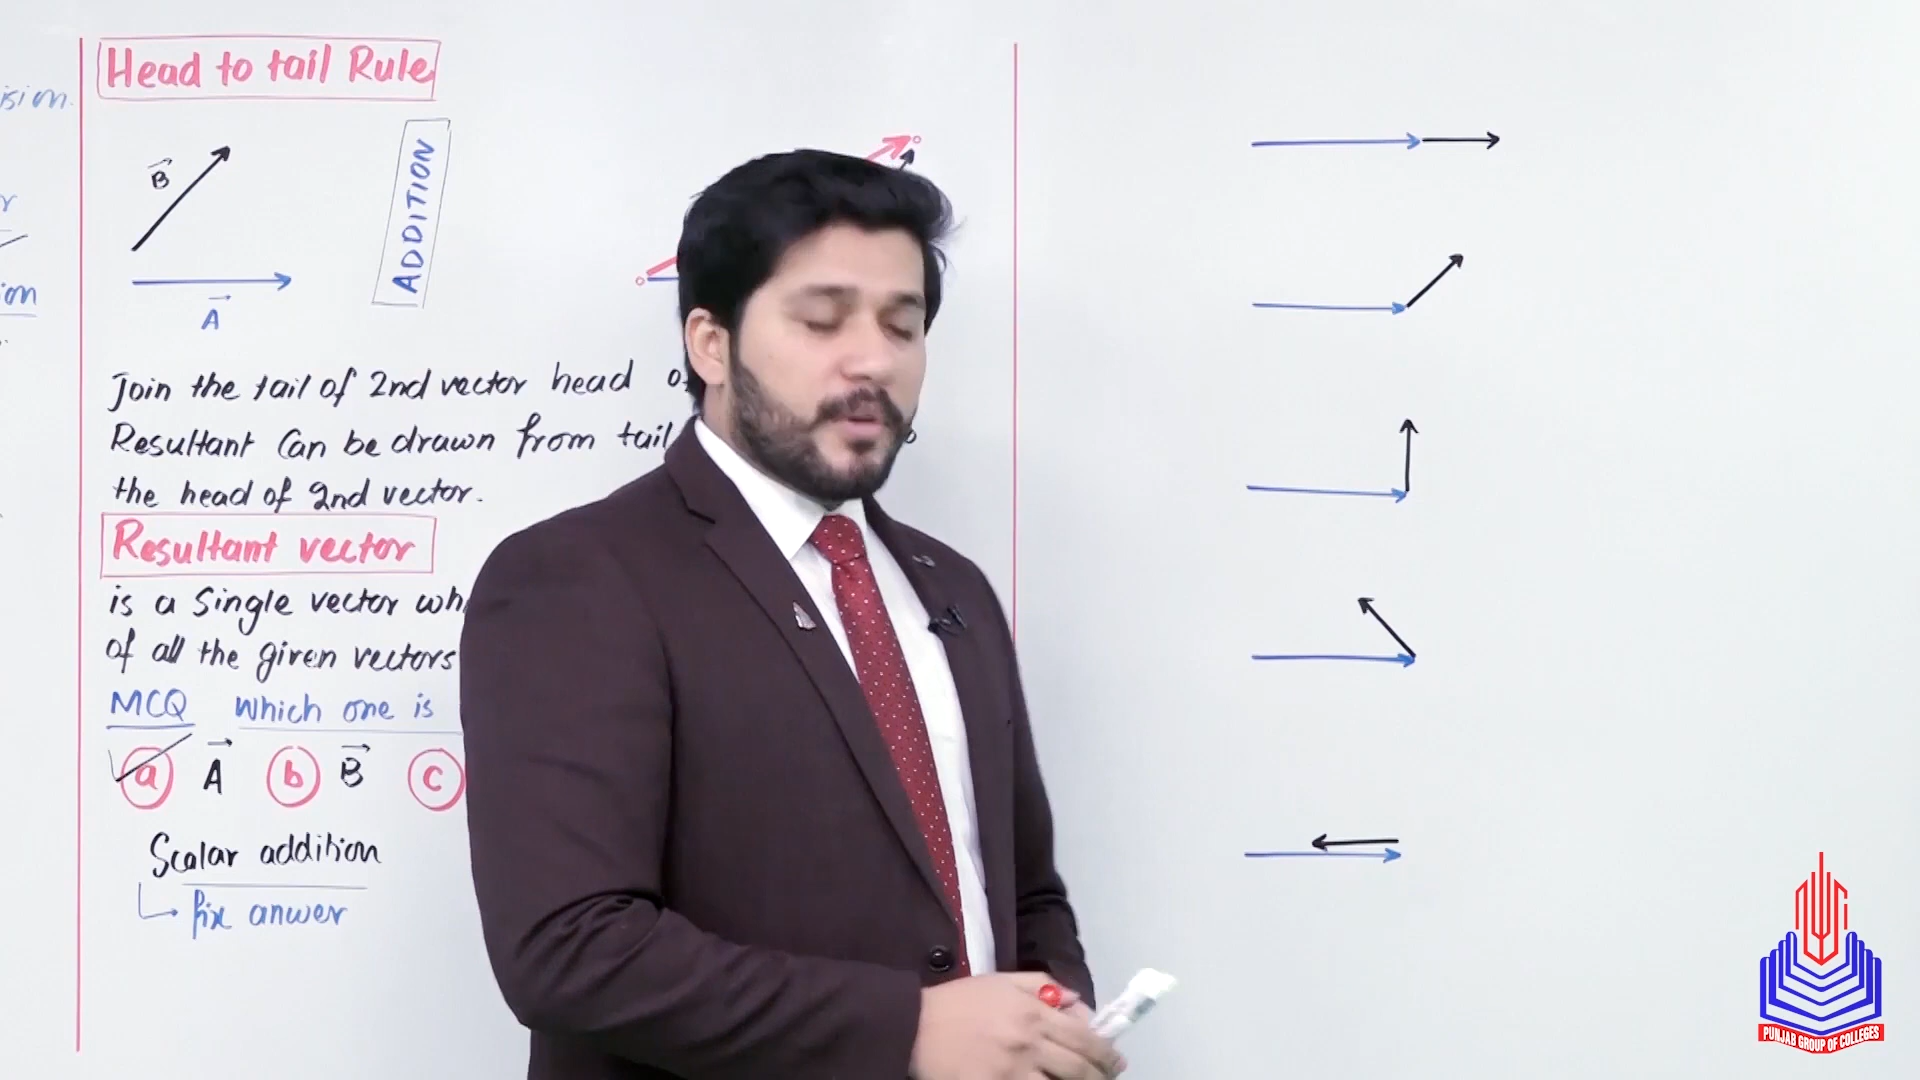 ision.
Head to tail Rule
B
ADDITION
A
r
ion
Join the tail of 2nd vector head
Resultant Can be drawn from tail
the head of 2nd vector.
Resultant vector
is a Single vector
of all the given vectors
MCQ Which one is
a A b B c
Scalar addition
fix anwer
PUNJAB GROUP OF COLLEGES